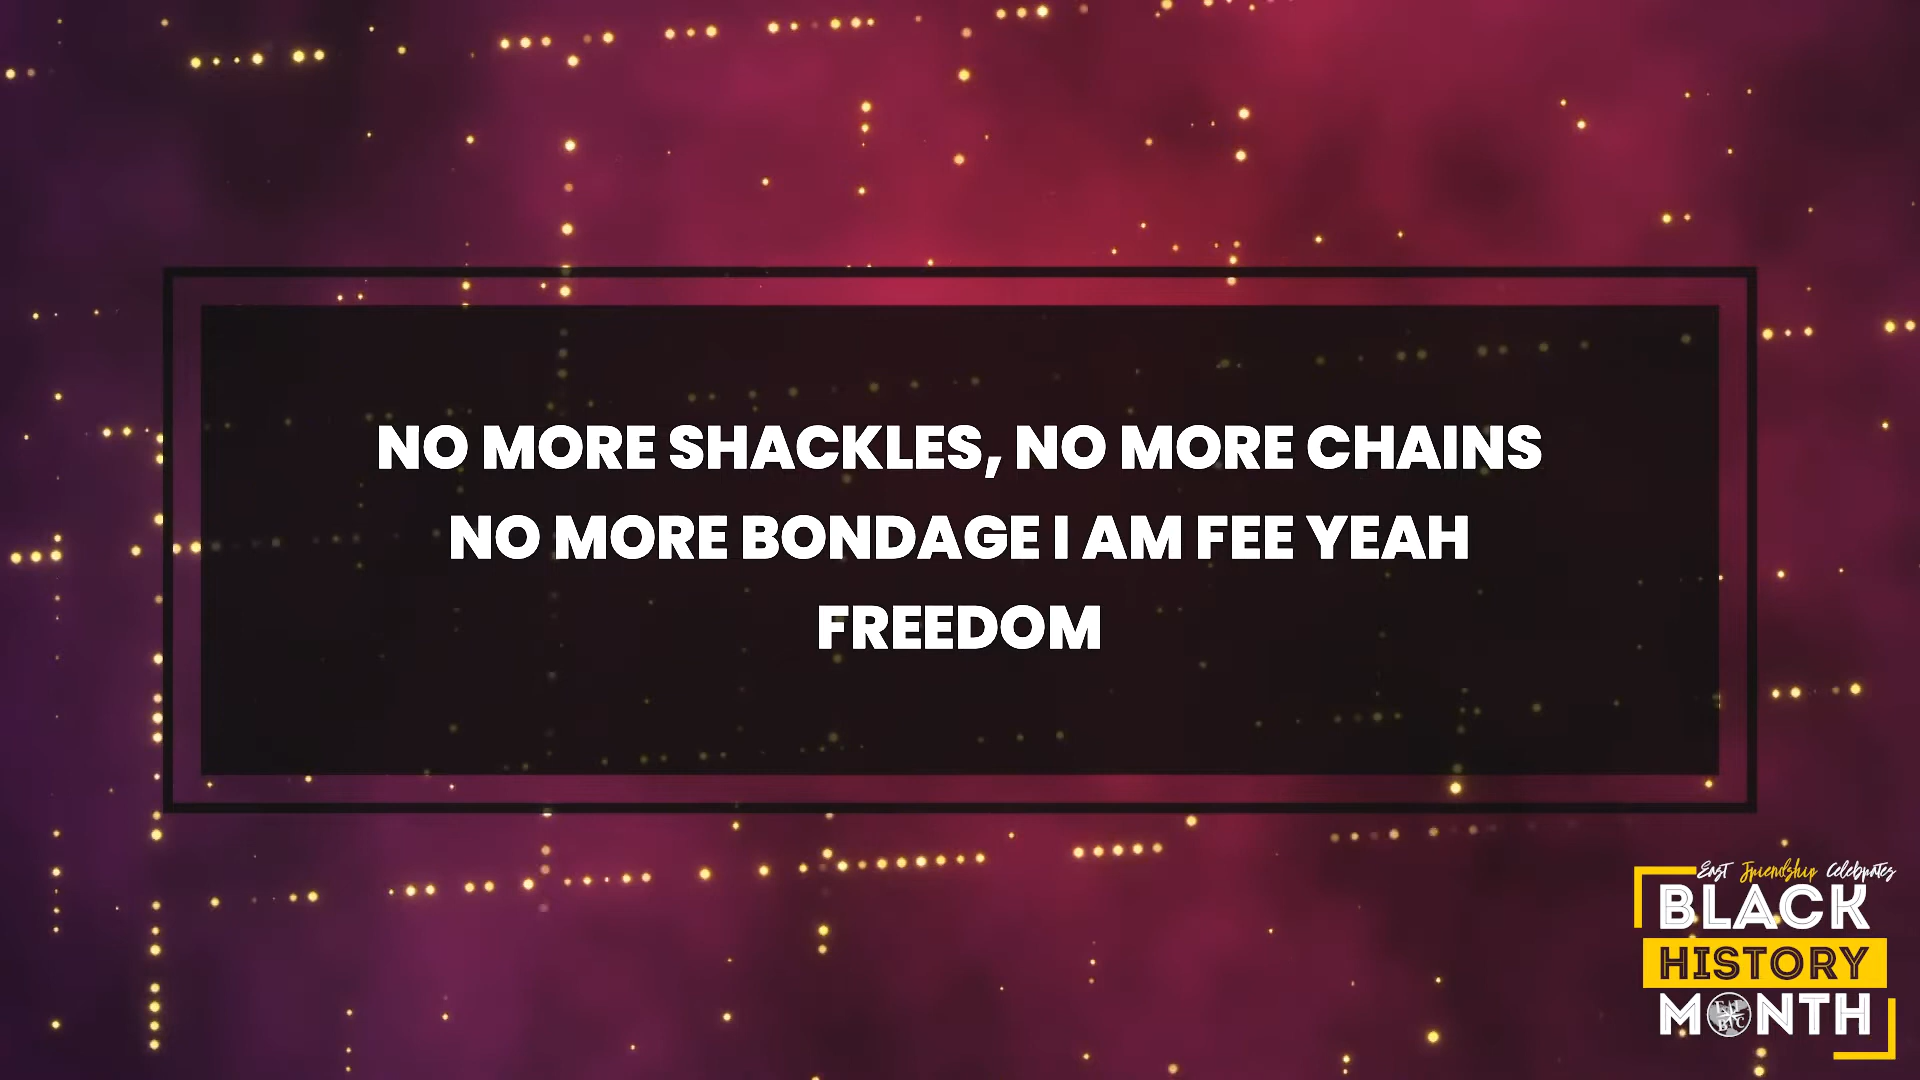 NO MORE SHACKLES, NO MORE CHAINS
NO MORE BONDAGE I AM FEE YEAH
FREEDOM
East Friendship Celebrates
BLACK
HISTORY
MONTH